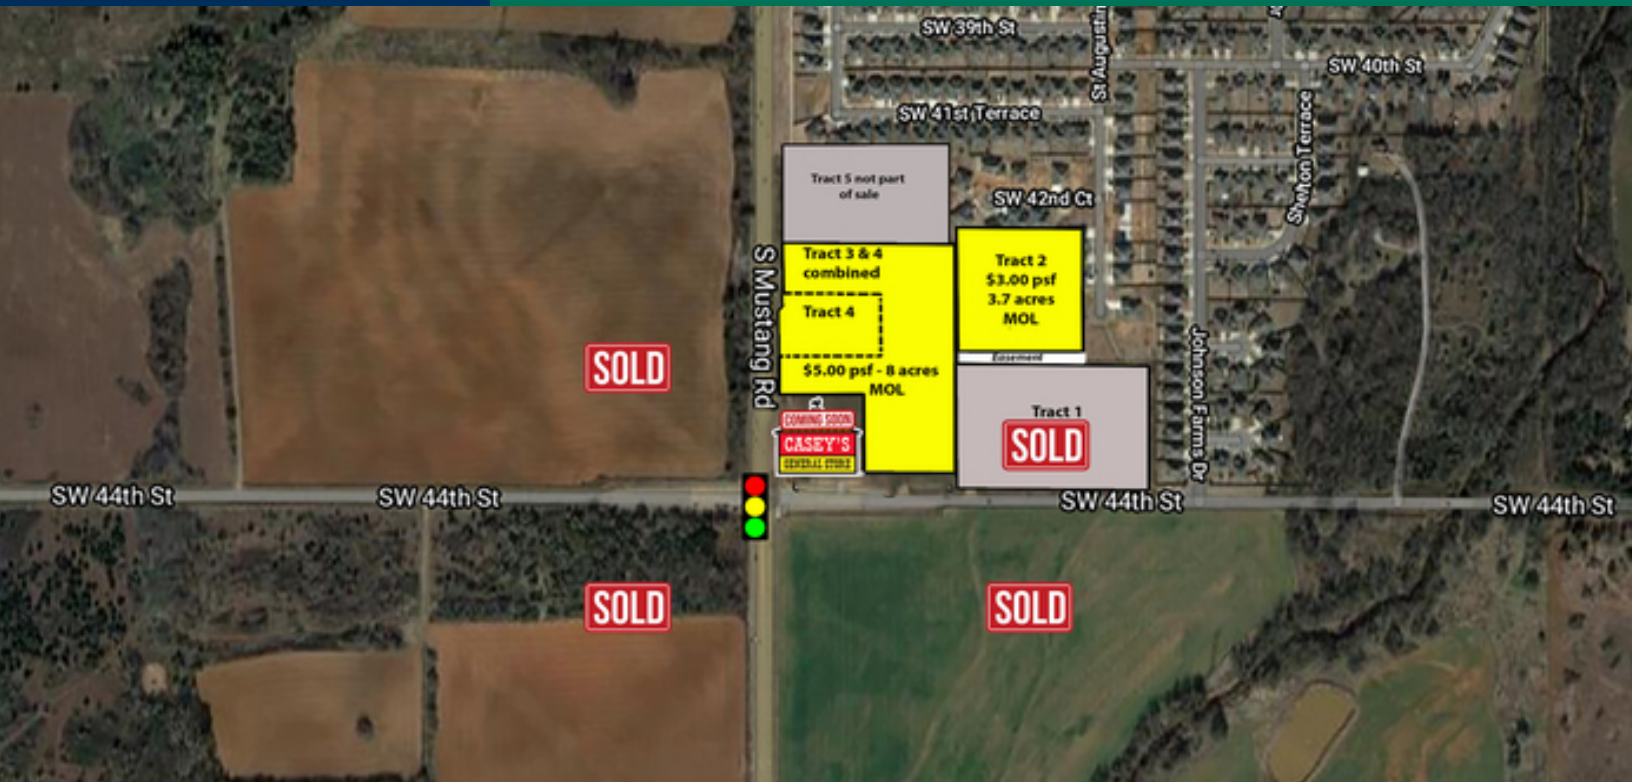 SW 39th St
St Augustin
SW 40th St
SW 41st Terrace
Shelton Terrace
Tract 5 not part
of sale
SW 42nd Ct
S Mustang Rd
Tract 3 & 4
combined
Tract 4
$5.00 psf - 8 acres
MOL
Tract 2
$3.00 psf
3.7 acres
MOL
Easement
Johnson Farms Dr
SOLD
COMING SOON
CASEY'S
GENERAL STORE
Tract 1
SOLD
SW 44th St
SW 44th St
SW 44th St
SW 44th St
SOLD
SOLD